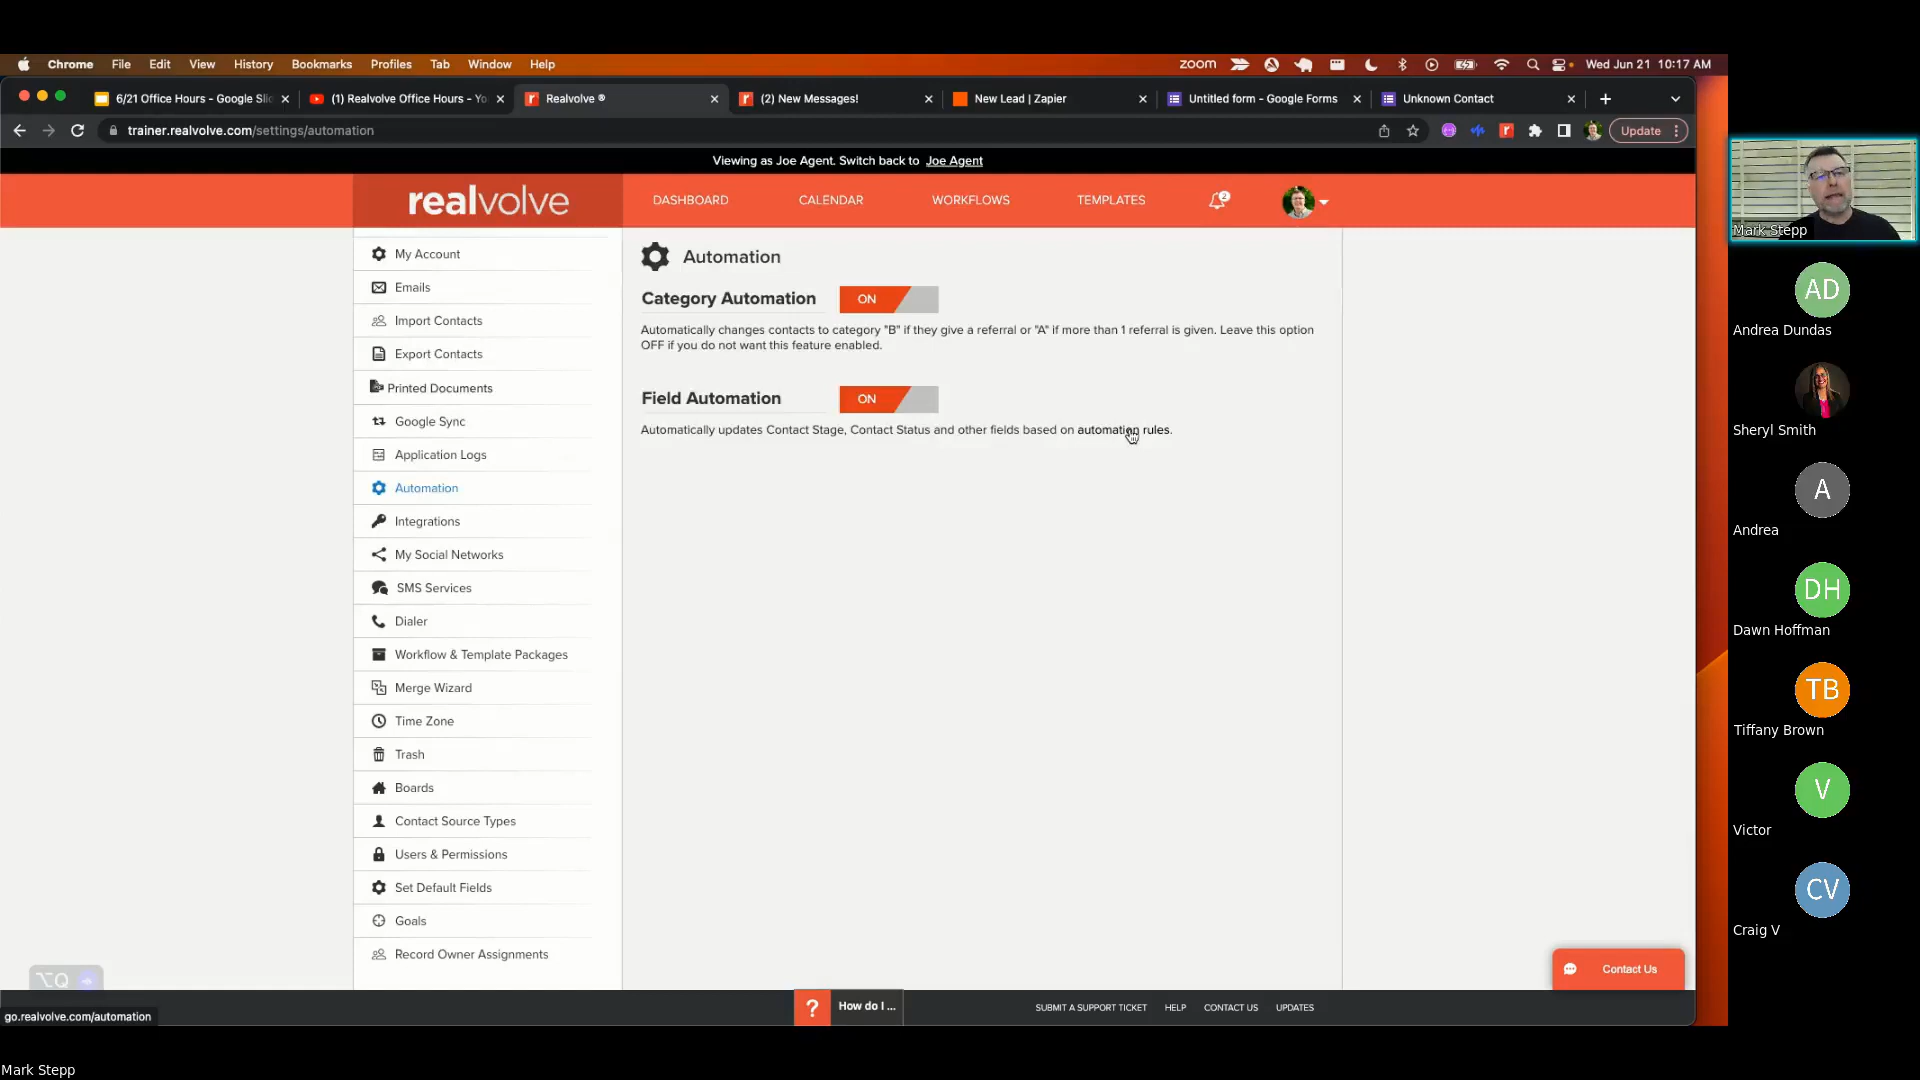 Chrome File Edit View History Bookmarks Profiles Tab Window Help zoom Wed Jun 21 10:17 AM
6/21 Office Hours - Google Slic (1) Realvolve Office Hours - Yo Realvolve ® (2) New Messages! New Lead | Zapier Untitled form - Google Forms Unknown Contact
trainer.realvolve.com/settings/automation Update
Viewing as Joe Agent. Switch back to Joe Agent
realvolve DASHBOARD CALENDAR WORKFLOWS TEMPLATES 2
My Account
Emails
Import Contacts
Export Contacts
Printed Documents
Google Sync
Application Logs
Automation
Integrations
My Social Networks
SMS Services
Dialer
Workflow & Template Packages
Merge Wizard
Time Zone
Trash
Boards
Contact Source Types
Users & Permissions
Set Default Fields
Goals
Record Owner Assignments
Automation
Category Automation ON
Automatically changes contacts to category "B" if they give a referral or "A" if more than 1 referral is given. Leave this option
OFF if you do not want this feature enabled.
Field Automation ON
Automatically updates Contact Stage, Contact Status and other fields based on automation rules.
Contact Us
⌥Q
? How do I ... SUBMIT A SUPPORT TICKET HELP CONTACT US UPDATES
go.realvolve.com/automation
Mark Stepp
AD
Andrea Dundas
Sheryl Smith
A
Andrea
DH
Dawn Hoffman
TB
Tiffany Brown
V
Victor
CV
Craig V
Mark Stepp